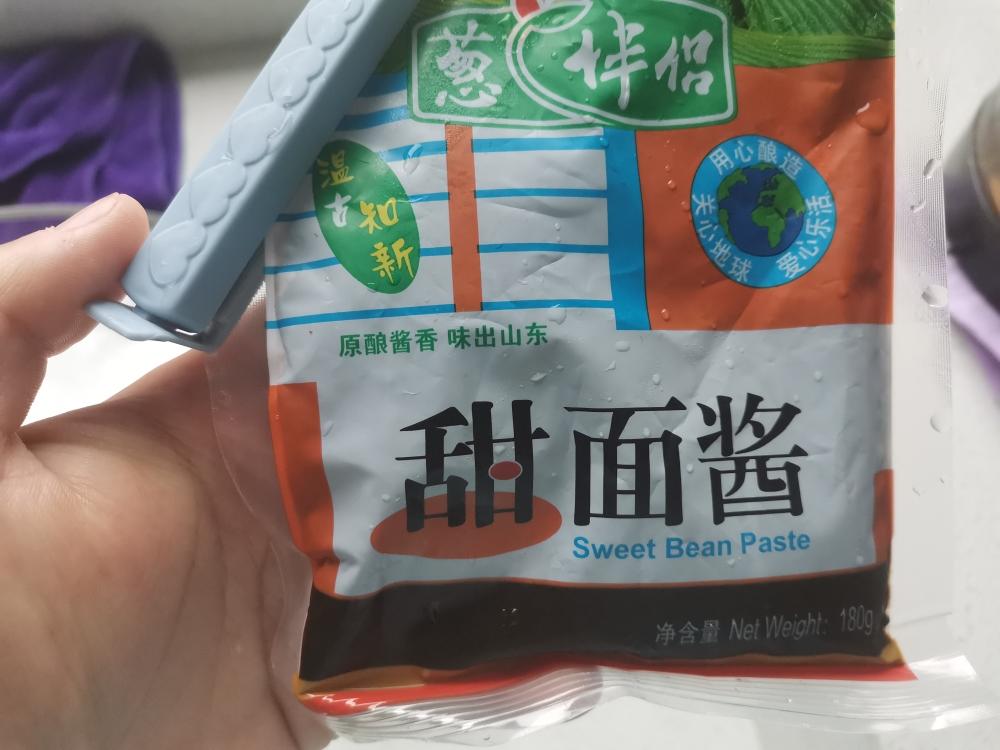 葱伴侣
温古
知新
用心酿造
关心地球
爱心乐活
原酿酱香 味出山东
甜面酱
Sweet Bean Paste
净含量 Net Weight: 180g